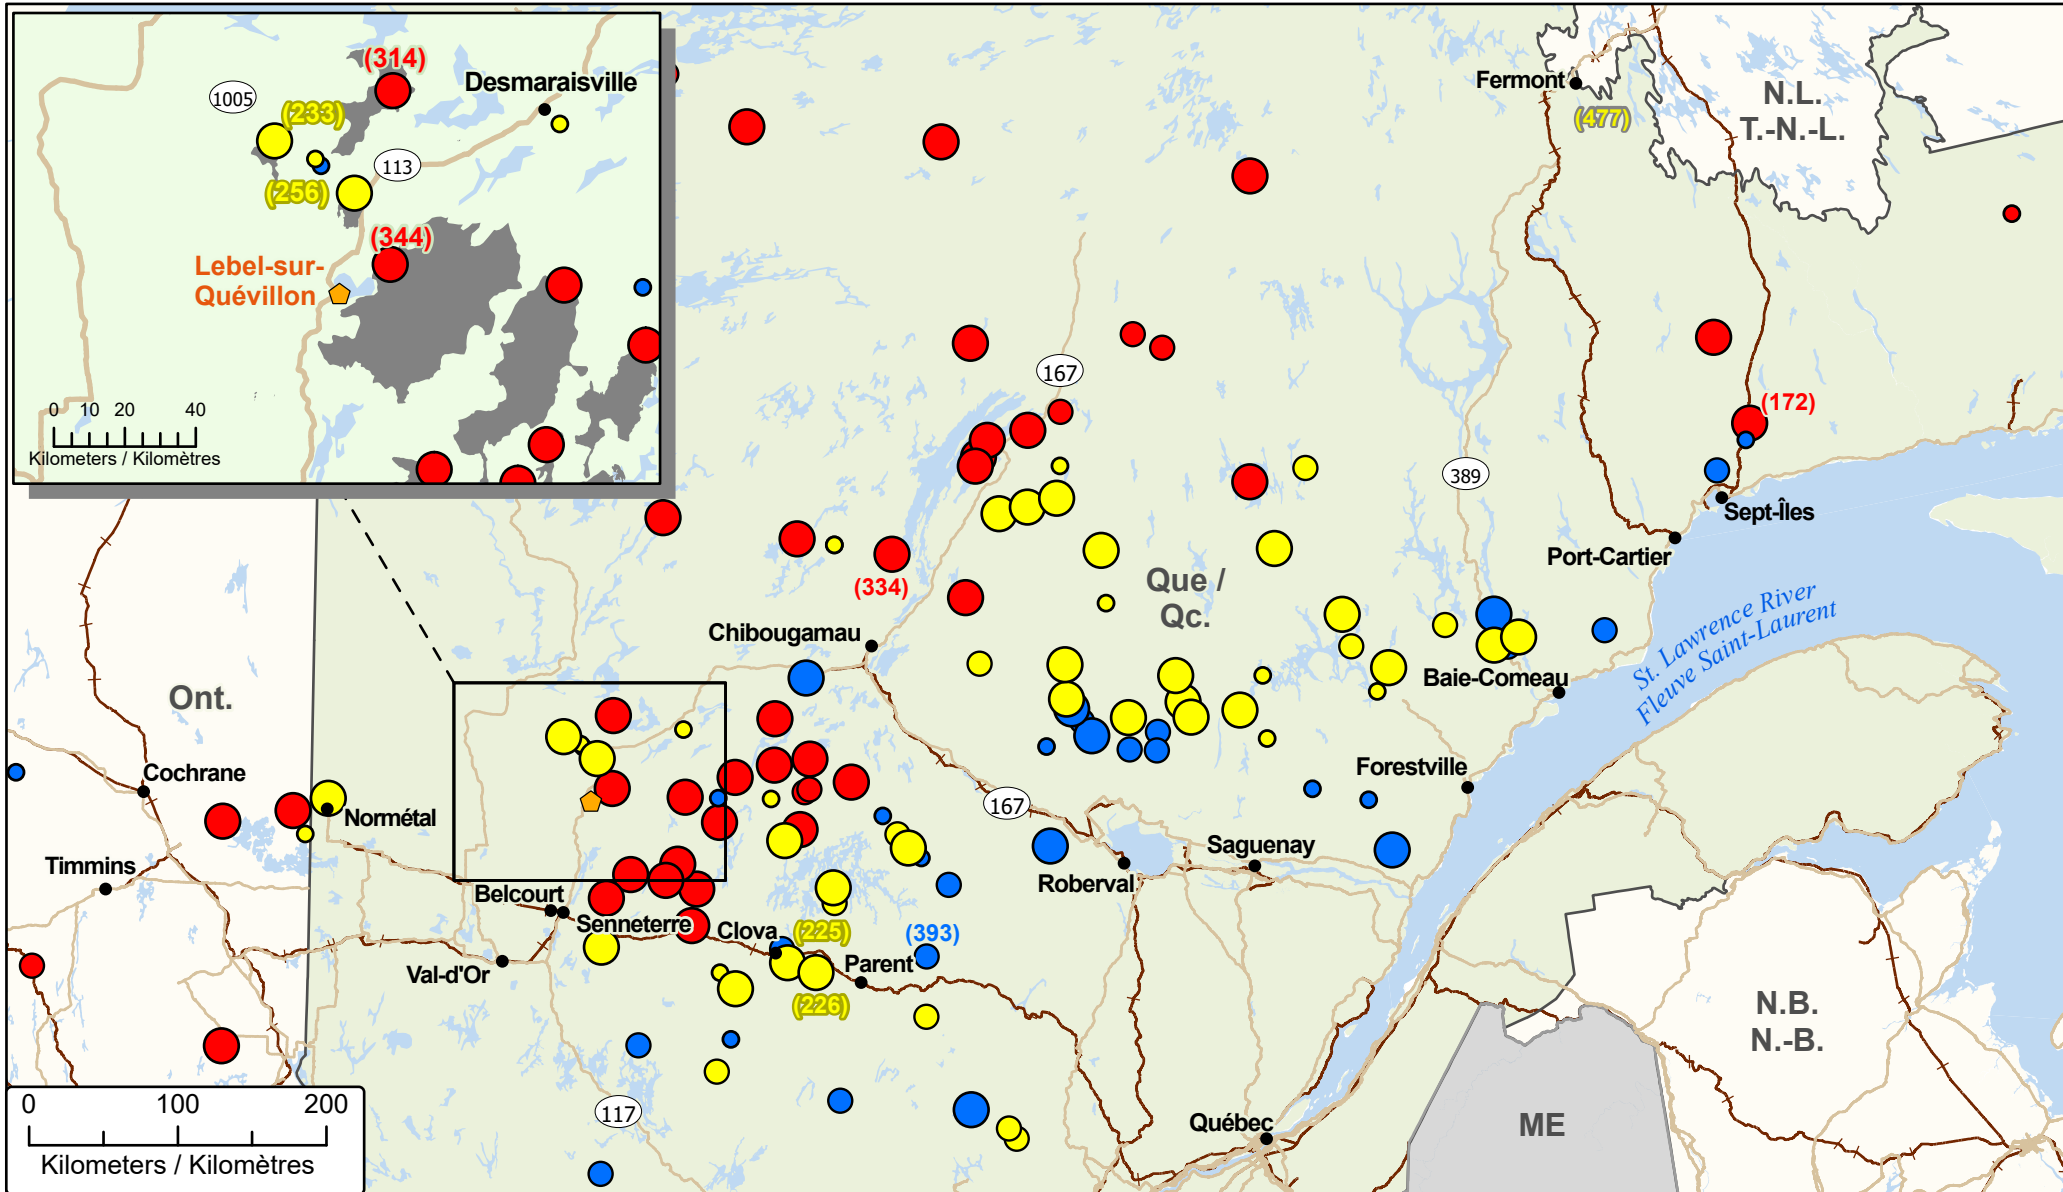 (314)
Desmaraisville
1005
(233)
113
(256)
(344)
Lebel-sur-
Quévillon
0 10 20 40
Kilometers / Kilomètres
Fermont
(477)
N.L.
T.-N.-L.
167
(172)
389
Sept-Îles
Port-Cartier
(334)
Que /
Qc.
Chibougamau
St. Lawrence River
Fleuve Saint-Laurent
Baie-Comeau
Ont.
Cochrane
Normétal
167
Forestville
Timmins
Saguenay
Roberval
Belcourt
Senneterre
Clova
(225)
(393)
Val-d'Or
Parent
(226)
N.B.
N.-B.
0 100 200
Kilometers / Kilomètres
117
Québec
ME